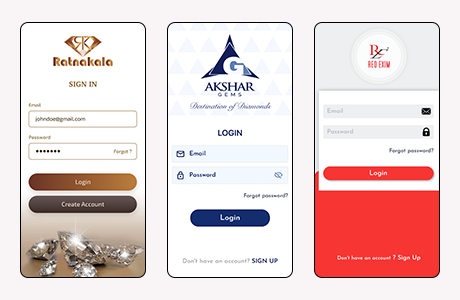 Ratnakala
SIGN IN
Email
johndoe@gmail.com
Password
Forgot ?
Login
Create Account
AKSHAR
GEMS
Destination of Diamonds
LOGIN
Email
Password
Forgot password?
Login
Don't have an account? SIGN UP
RED EXIM
Email
Password
Forgot password?
Login
Don't have an account ? Sign Up